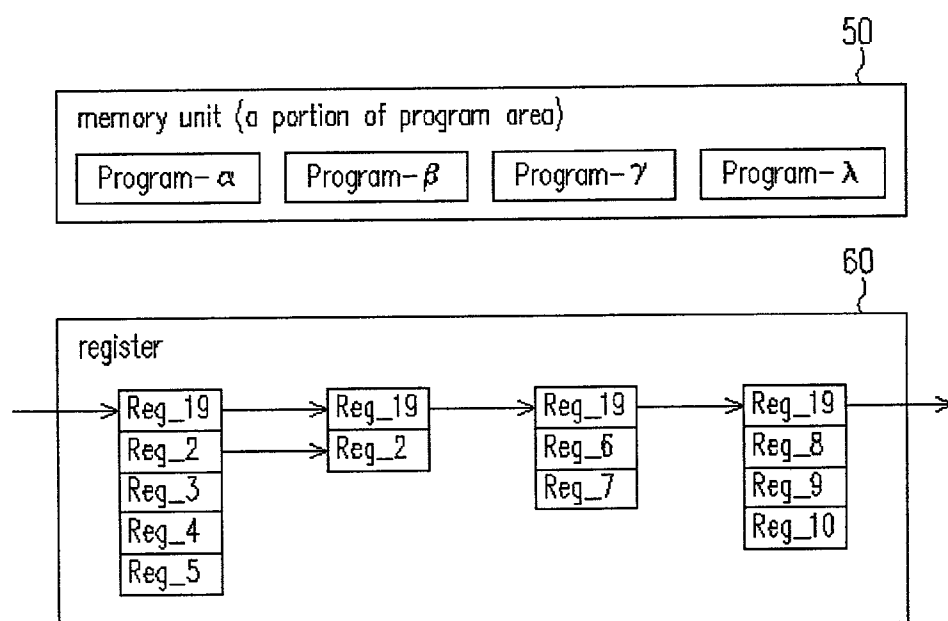 50
memory unit (a portion of program area)
Program-α Program-β Program-γ Program-λ
60
register
Reg_19 Reg_19 Reg_19 Reg_19
Reg_2 Reg_2 Reg_6 Reg_8
Reg_3 Reg_7 Reg_9
Reg_4 Reg_10
Reg_5